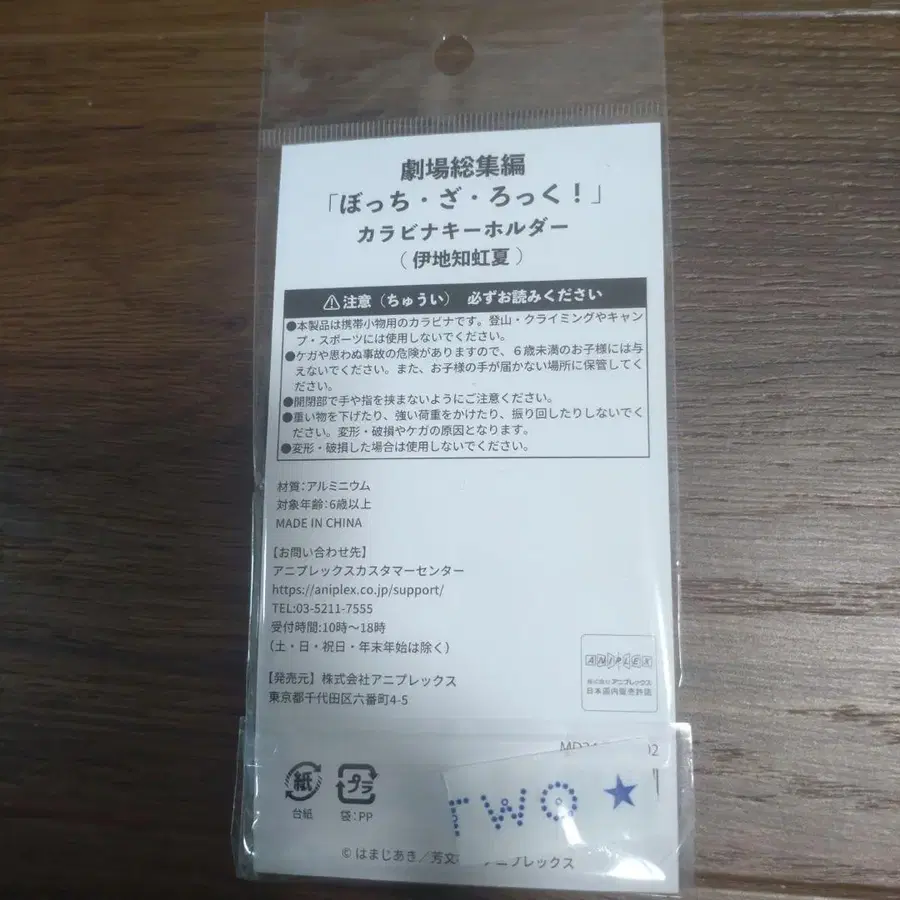 劇場総集編
「ぼっち・ざ・ろっく！」
カラビナキーホルダー
（伊地知虹夏）
⚠注意（ちゅうい） 必ずお読みください
●本製品は携帯小物用のカラビナです。登山・クライミングやキャン
プ・スポーツには使用しないでください。
●ケガや思わぬ事故の危険がありますので、６歳未満のお子様には与
えないでください。また、お子様の手が届かない場所に保管してく
ださい。
●開閉部で手や指を挟まないようにご注意ください。
●重い物を下げたり、強い荷重をかけたり、振り回したりしないでく
ださい。変形・破損やケガの原因となります。
●変形・破損した場合は使用しないでください。
材質：アルミニウム
対象年齢：6歳以上
MADE IN CHINA
【お問い合わせ先】
アニプレックスカスタマーセンター
https://aniplex.co.jp/support/
TEL:03-5211-7555
受付時間:10時～18時
（土・日・祝日・年末年始は除く）
【発売元】株式会社アニプレックス
東京都千代田区六番町4-5
ANIPLEX
株式会社アニプレックス
日本国内販売許諾
紙
台紙
プラ
袋：PP
TWO ★
© はまじあき／芳文 アニプレックス